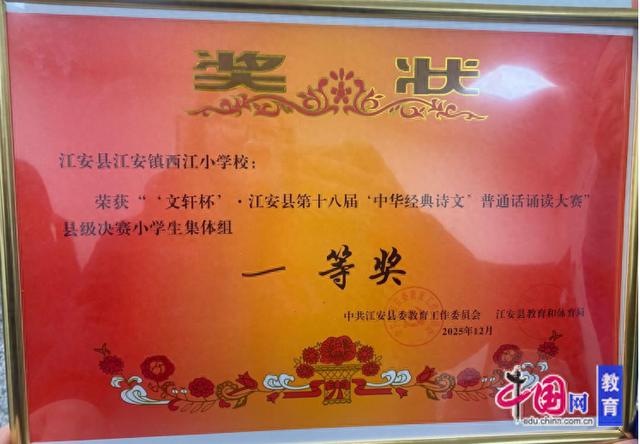 奖状
江安县江安镇西江小学校：
荣获“‘文轩杯’·江安县第十八届‘中华经典诗文’普通话诵读大赛”
县级决赛小学生集体组
一等奖
中共江安县委教育工作委员会 江安县教育和体育局
2025年12月
中国网
教育
edu.chinn.com.cn